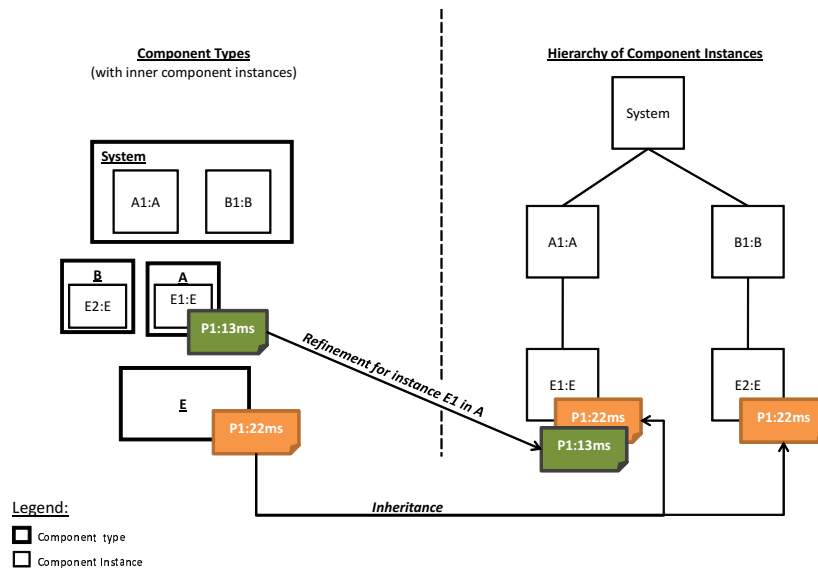 Component Types
(with inner component instances)
Hierarchy of Component Instances
System
A1:A
B1:B
B
E2:E
A
E1:E
P1:13ms
E
P1:22ms
Refinement for instance E1 in A
System
A1:A
B1:B
E1:E
P1:22ms
P1:13ms
E2:E
P1:22ms
Inheritance
Legend:
Component type
Component Instance